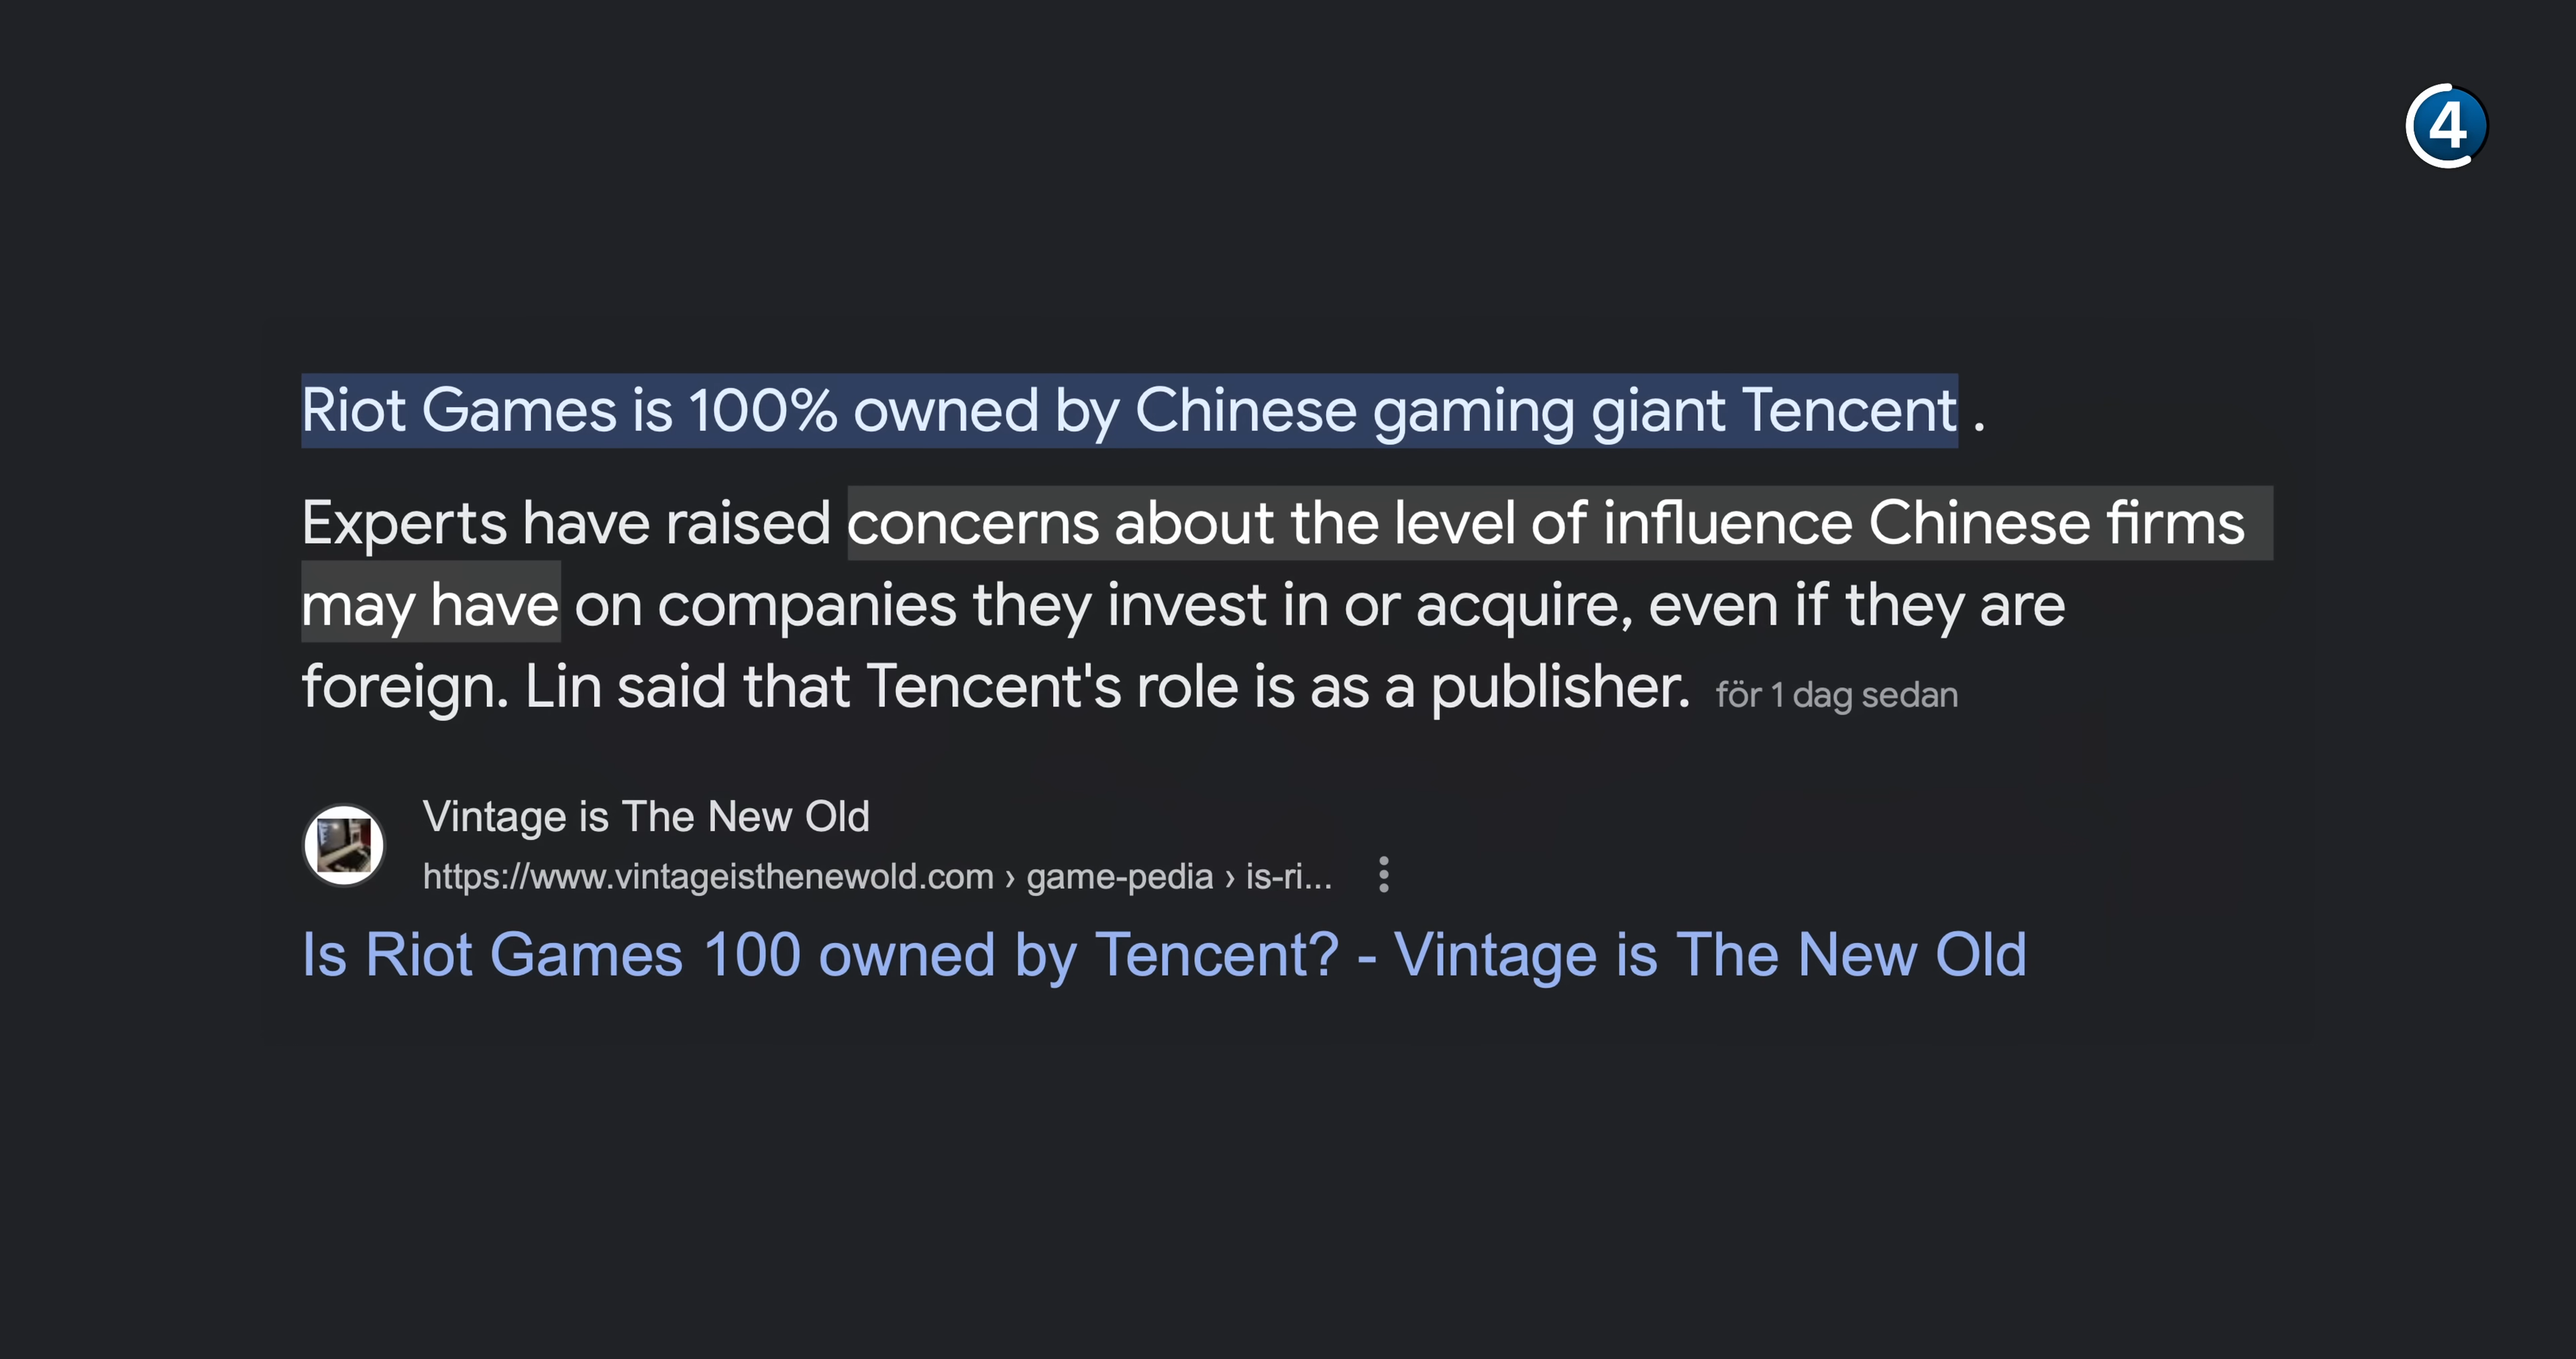 4
Riot Games is 100% owned by Chinese gaming giant Tencent .
Experts have raised concerns about the level of influence Chinese firms
may have on companies they invest in or acquire, even if they are
foreign. Lin said that Tencent's role is as a publisher. för 1 dag sedan
Vintage is The New Old
https://www.vintageisthenewold.com › game-pedia › is-ri...
Is Riot Games 100 owned by Tencent? - Vintage is The New Old